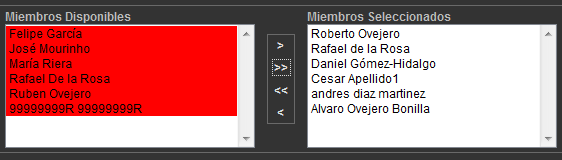 Miembros Disponibles
Felipe García
José Mourinho
María Riera
Rafael De la Rosa
Ruben Ovejero
99999999R 99999999R
>
>>
<<
<
Miembros Seleccionados
Roberto Ovejero
Rafael de la Rosa
Daniel Gómez-Hidalgo
Cesar Apellido1
andres diaz martinez
Alvaro Ovejero Bonilla